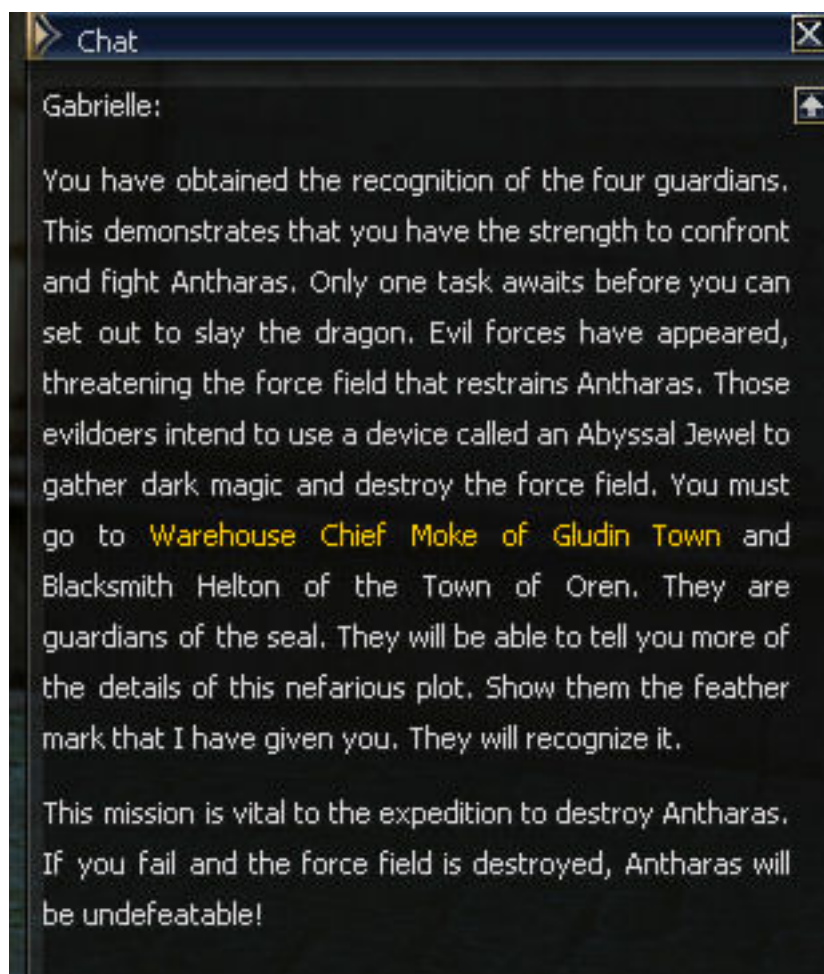 Chat
Gabrielle:
You have obtained the recognition of the four guardians.
This demonstrates that you have the strength to confront
and fight Antharas. Only one task awaits before you can
set out to slay the dragon. Evil forces have appeared,
threatening the force field that restrains Antharas. Those
evildoers intend to use a device called an Abyssal Jewel to
gather dark magic and destroy the force field. You must
go to Warehouse Chief Moke of Gludin Town and
Blacksmith Helton of the Town of Oren. They are
guardians of the seal. They will be able to tell you more of
the details of this nefarious plot. Show them the feather
mark that I have given you. They will recognize it.
This mission is vital to the expedition to destroy Antharas.
If you fail and the force field is destroyed, Antharas will
be undefeatable!